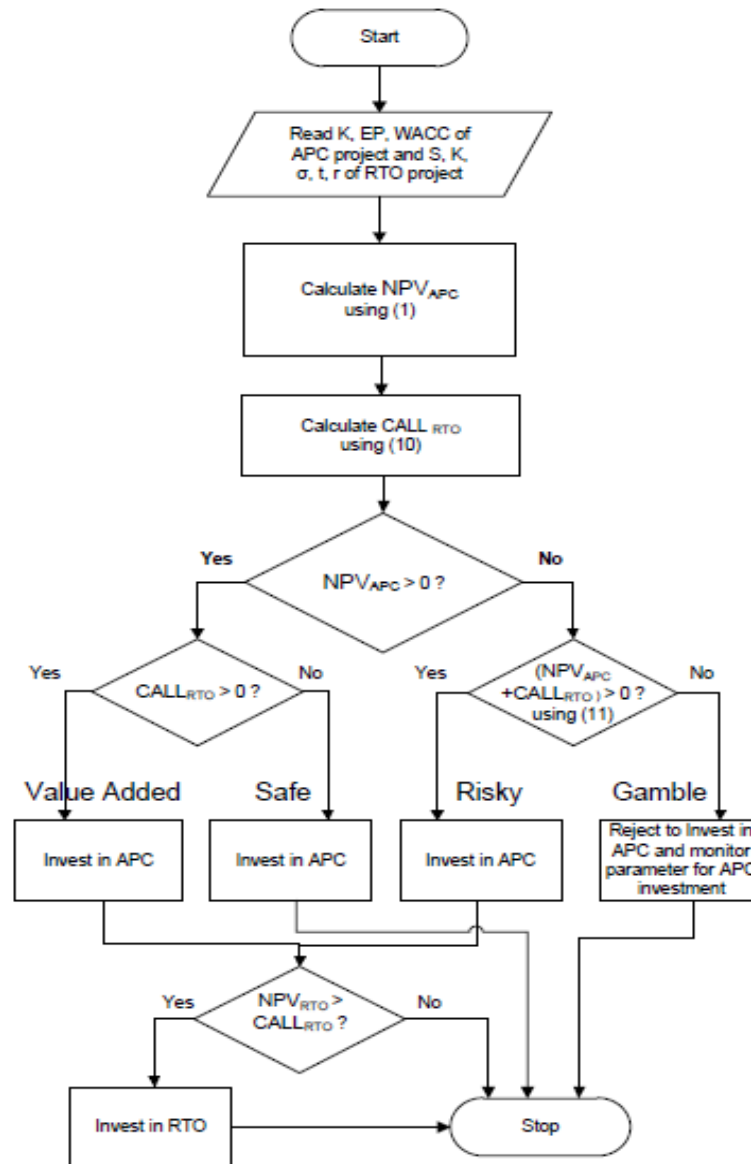 Start
Read K, EP, WACC of
APC project and S, K,
σ, t, r of RTO project
Calculate NPVAPC
using (1)
Calculate CALL RTO
using (10)
Yes
No
NPVAPC > 0 ?
Yes
CALLRTO > 0 ?
No
Yes
(NPVAPC
+CALLRTO ) > 0 ?
using (11)
No
Value Added
Safe
Risky
Gamble
Invest in APC
Invest in APC
Invest in APC
Reject to Invest in
APC and monitor
parameter for APC
investment
Yes
NPVRTO >
CALLRTO ?
No
Invest in RTO
Stop